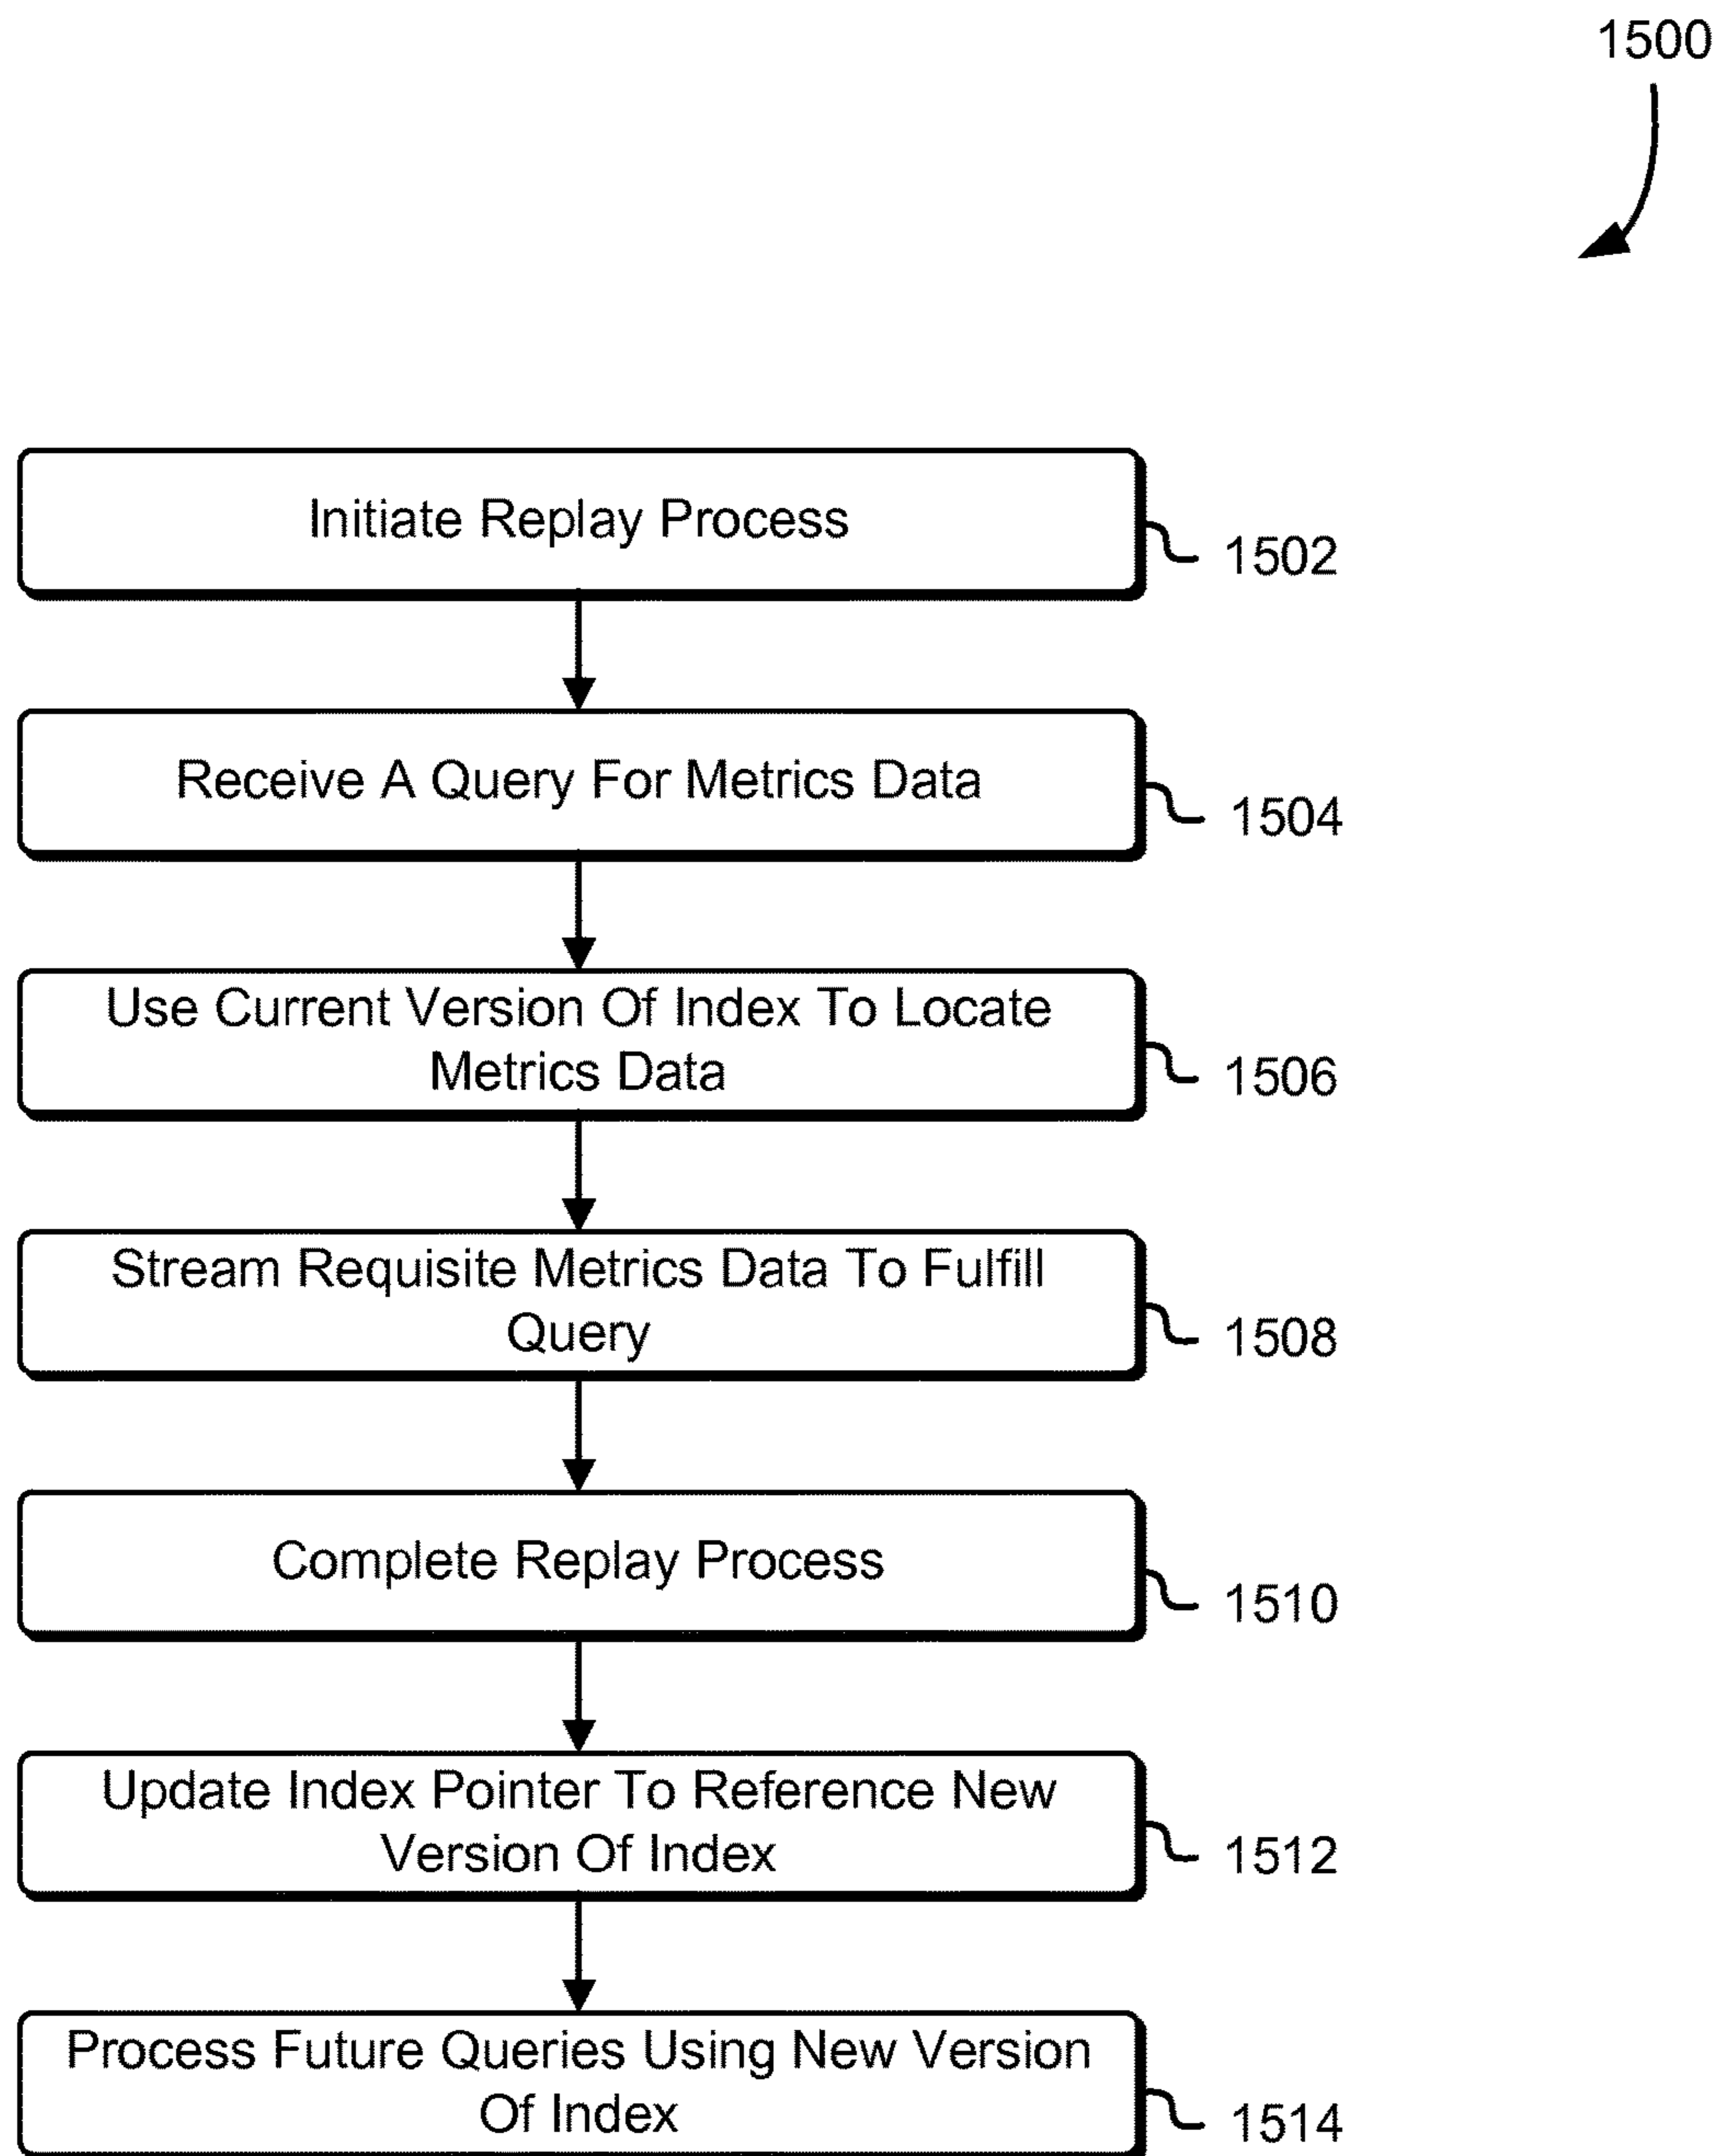 1500
Initiate Replay Process
1502
Receive A Query For Metrics Data
1504
Use Current Version Of Index To Locate
Metrics Data
1506
Stream Requisite Metrics Data To Fulfill
Query
1508
Complete Replay Process
1510
Update Index Pointer To Reference New
Version Of Index
1512
Process Future Queries Using New Version
Of Index
1514